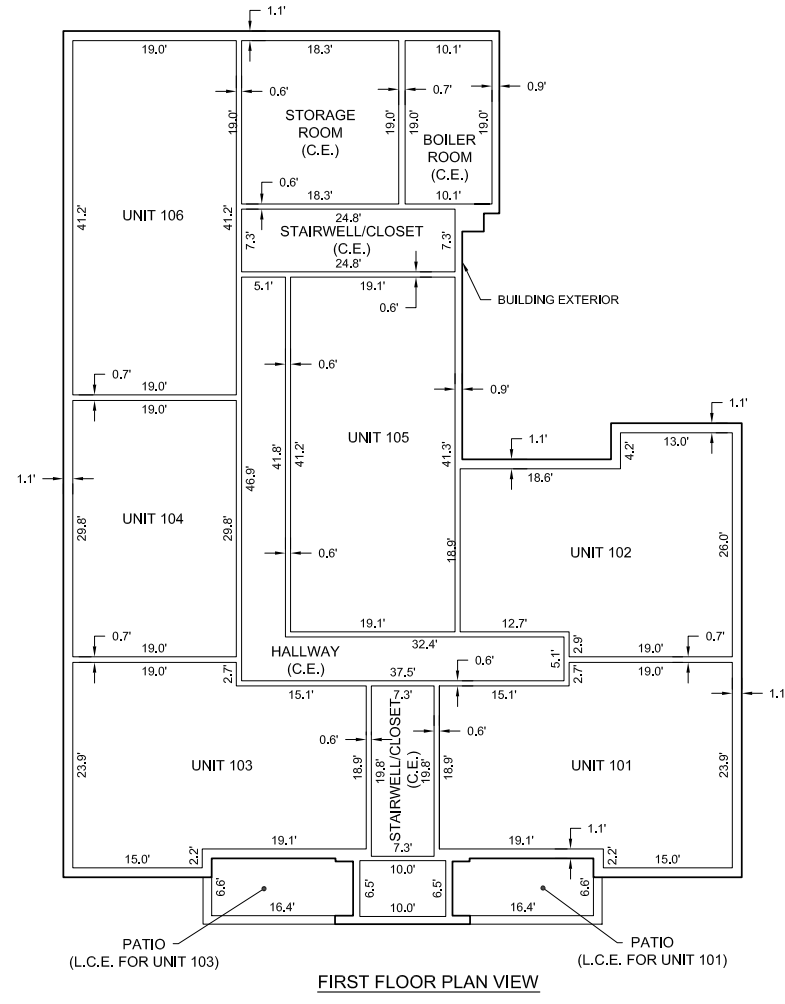 1.1'
19.0' 18.3' 10.1'
0.6' 0.7' 0.9'
19.0' 19.0' 19.0' 19.0'
STORAGE
ROOM
(C.E.)
BOILER
ROOM
(C.E.)
0.6' 18.3' 10.1'
41.2' UNIT 106 41.2'
24.8'
STAIRWELL/CLOSET
(C.E.)
7.3' 7.3'
24.8'
5.1' 19.1'
0.6'
BUILDING EXTERIOR
0.6'
0.7' 19.0'
19.0'
0.9'
1.1'
13.0'
4.2'
UNIT 105
46.9' 41.8' 41.2' 41.3'
1.1'
18.6'
1.1'
29.8' UNIT 104 29.8'
0.6'
18.9'
UNIT 102
26.0'
19.1' 12.7'
32.4'
2.9'
5.1'
0.7' 19.0'
19.0' 0.7'
HALLWAY
(C.E.)
37.5' 0.6'
19.0' 2.7'
2.7' 19.0'
15.1' 7.3' 15.1'
1.1
STAIRWELL/CLOSET
(C.E.)
0.6' 0.6'
23.9' UNIT 103 18.9' 19.8' 19.8' 18.9' UNIT 101 23.9'
19.1' 7.3' 19.1' 1.1'
15.0' 2.2' 2.2' 15.0'
10.0'
6.6' 6.5' 6.5' 6.6'
16.4' 10.0' 16.4'
PATIO
(L.C.E. FOR UNIT 103)
PATIO
(L.C.E. FOR UNIT 101)
FIRST FLOOR PLAN VIEW